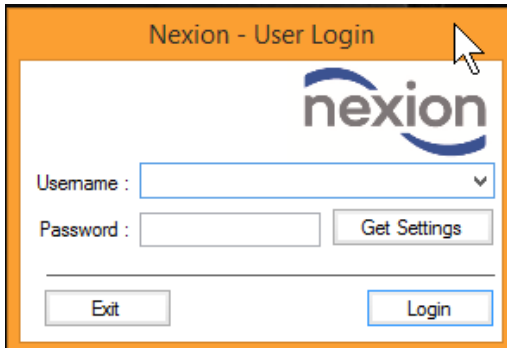 Nexion - User Login
nexion
Username :
Password :
Get Settings
Exit
Login